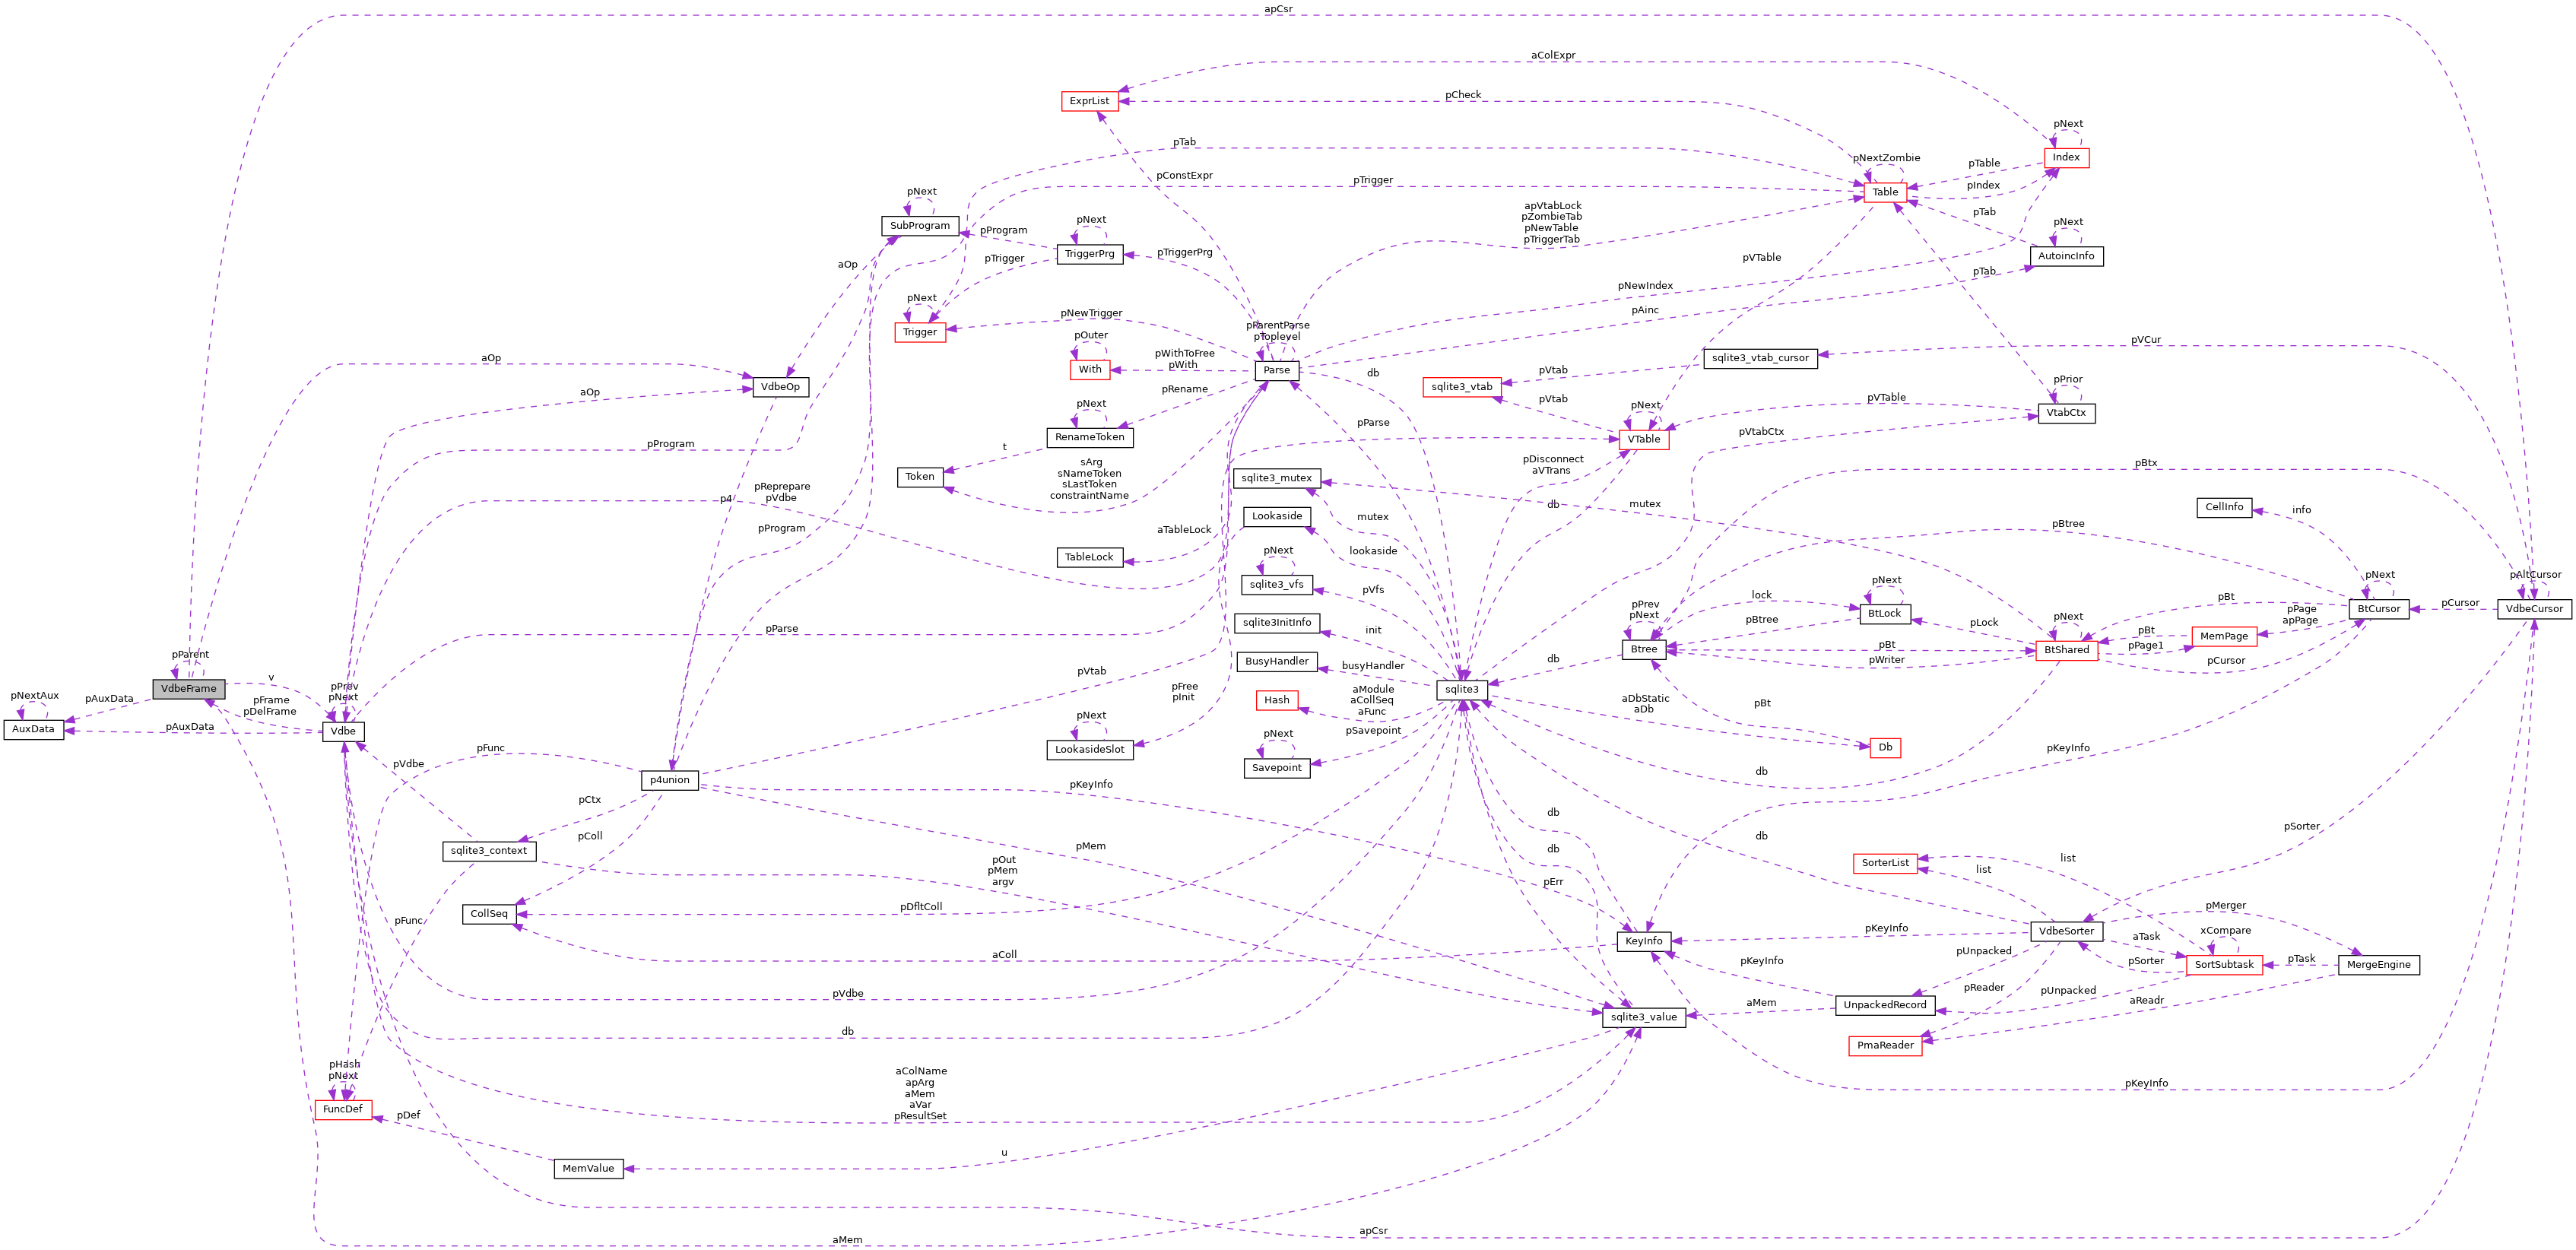 apCsr
aColExpr
ExprList
pCheck
pNext
Index
pTab
pTable
pNextZombie
Table
pIndex
pConstExpr
pTrigger
pNext
SubProgram
pProgram
pNext
TriggerPrg
pTriggerPrg
apVtabLock
pZombieTab
pNewTable
pTriggerTab
pTab
pNext
AutoincInfo
pTab
aOp
pTrigger
pVTable
pNewIndex
pAinc
pNext
Trigger
pNewTrigger
pParentParse
pToplevel
Parse
pOuter
With
pWithToFree
pWith
db
sqlite3_vtab_cursor
pVCur
aOp
VdbeOp
aOp
pRename
pVtab
sqlite3_vtab
pVtab
pPrior
VtabCtx
pVTable
pNext
RenameToken
pNext
VTable
pParse
pVtabCtx
pProgram
t
Token
sArg
sNameToken
sLastToken
constraintName
pDisconnect
aVTrans
pBtx
sqlite3_mutex
p4
pReprepare
pVdbe
db
mutex
CellInfo
info
Lookaside
mutex
pBtree
pProgram
aTableLock
TableLock
lookaside
pNext
sqlite3_vfs
pVfs
pNext
BtLock
lock
pNext
BtCursor
pAltCursor
VdbeCursor
pCursor
pBt
pPage
apPage
pPrev
pNext
Btree
pBtree
pLock
pNext
BtShared
pBt
MemPage
pPage1
pBt
pWriter
pCursor
sqlite3InitInfo
init
pParse
pParent
VdbeFrame
v
BusyHandler
busyHandler
db
sqlite3
pVtab
pFree
pInit
Hash
aModule
aCollSeq
aFunc
aDbStatic
aDb
pBt
pNextAux
AuxData
pAuxData
pAuxData
pFrame
pDelFrame
pPrev
pNext
Vdbe
pNext
LookasideSlot
pSavepoint
pNext
Savepoint
Db
pKeyInfo
pFunc
pVdbe
p4union
pKeyInfo
db
pCtx
db
pSorter
pColl
pMem
db
db
sqlite3_context
pOut
pMem
argv
pErr
SorterList
list
list
pDfltColl
pMerger
CollSeq
pFunc
KeyInfo
pKeyInfo
VdbeSorter
aTask
xCompare
pSorter
SortSubtask
pTask
MergeEngine
aColl
pKeyInfo
pUnpacked
pVdbe
pReader
pUnpacked
aReadr
UnpackedRecord
aMem
sqlite3_value
db
PmaReader
pHash
pNext
FuncDef
pDef
aColName
apArg
aMem
aVar
pResultSet
pKeyInfo
u
MemValue
apCsr
aMem